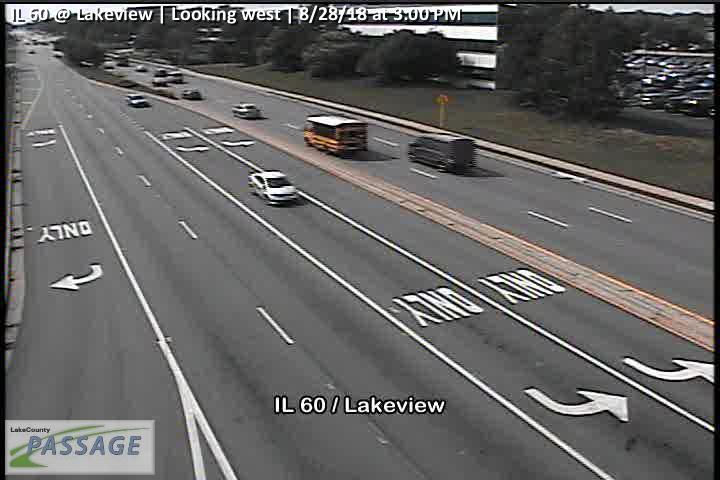 IL 60 @ Lakeview | Looking west | 8/28/18 at 3:00 PM
ONLY
ONLY
ONLY
IL 60 / Lakeview
LakeCounty
PASSAGE